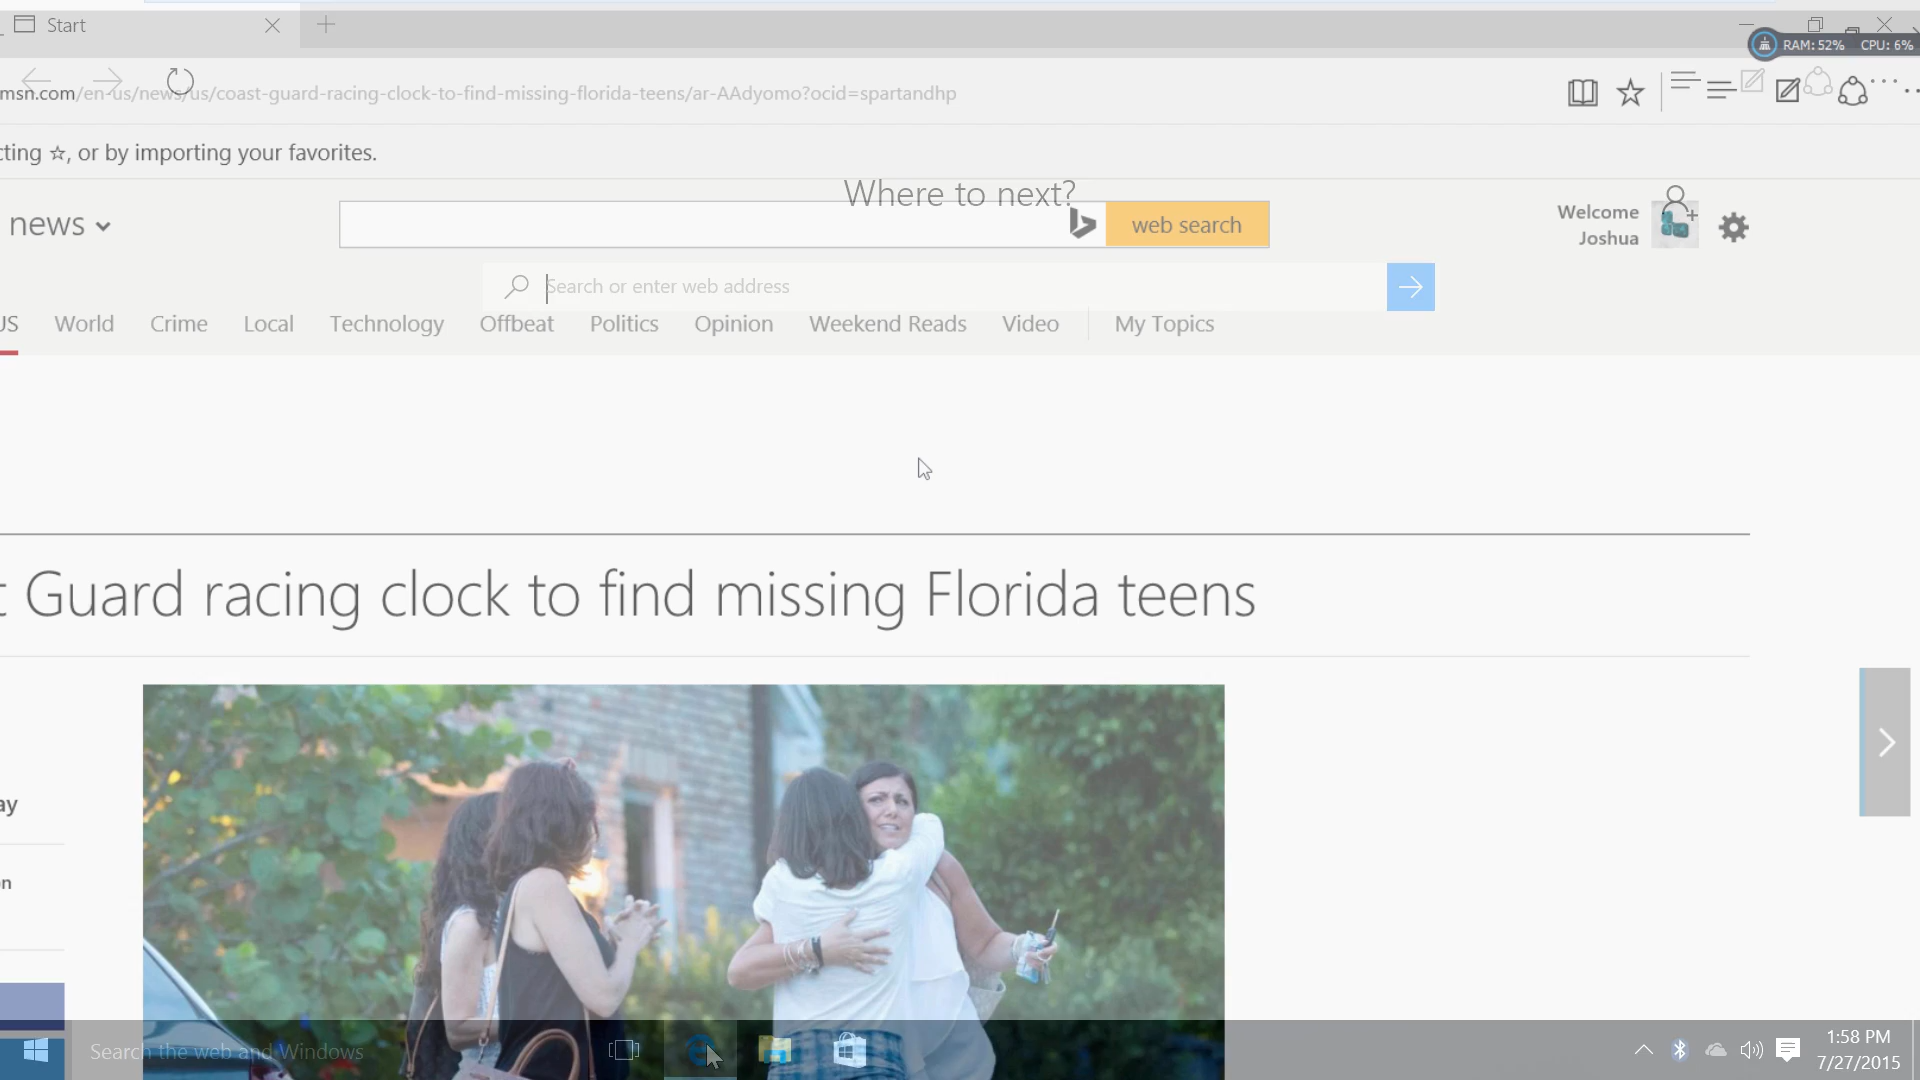 Start
RAM: 52% CPU: 6%
msn.com/en-us/news/us/coast-guard-racing-clock-to-find-missing-florida-teens/ar-AAdyomo?ocid=spartandhp
cting ☆, or by importing your favorites.
Where to next?
news
web search
Welcome
Joshua
Search or enter web address
US World Crime Local Technology Offbeat Politics Opinion Weekend Reads Video My Topics
t Guard racing clock to find missing Florida teens
ay
on
Search the web and Windows
1:58 PM
7/27/2015